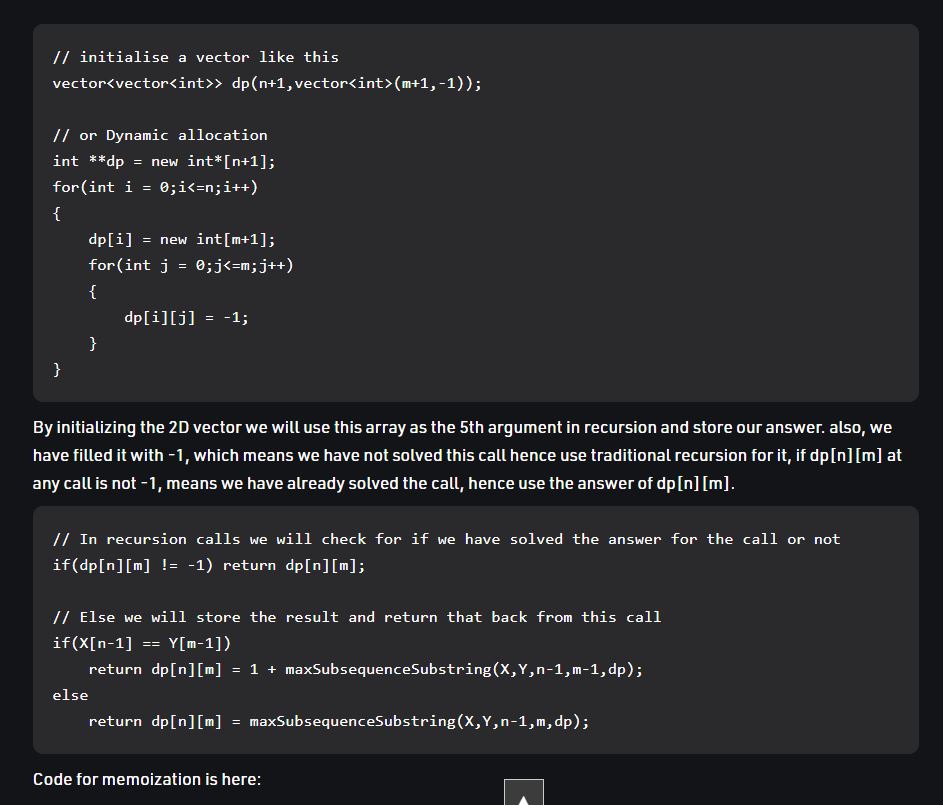 // initialise a vector like this
vector<vector<int>> dp(n+1,vector<int>(m+1,-1));
// or Dynamic allocation
int **dp = new int*[n+1];
for(int i = 0;i<=n;i++)
{
    dp[i] = new int[m+1];
    for(int j = 0;j<=m;j++)
    {
        dp[i][j] = -1;
    }
}
By initializing the 2D vector we will use this array as the 5th argument in recursion and store our answer. also, we
have filled it with -1, which means we have not solved this call hence use traditional recursion for it, if dp[n][m] at
any call is not -1, means we have already solved the call, hence use the answer of dp[n][m].
// In recursion calls we will check for if we have solved the answer for the call or not
if(dp[n][m] != -1) return dp[n][m];
// Else we will store the result and return that back from this call
if(X[n-1] == Y[m-1])
    return dp[n][m] = 1 + maxSubsequenceSubstring(X,Y,n-1,m-1,dp);
else
    return dp[n][m] = maxSubsequenceSubstring(X,Y,n-1,m,dp);
Code for memoization is here: